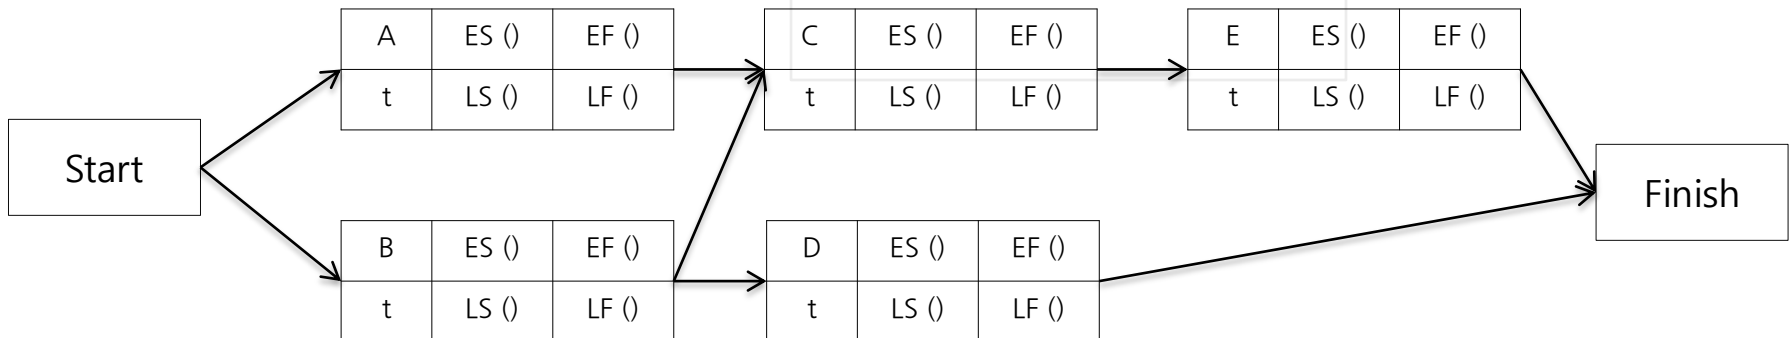 A ES () EF ()
t LS () LF ()
C ES () EF ()
t LS () LF ()
E ES () EF ()
t LS () LF ()
Start
Finish
B ES () EF ()
t LS () LF ()
D ES () EF ()
t LS () LF ()